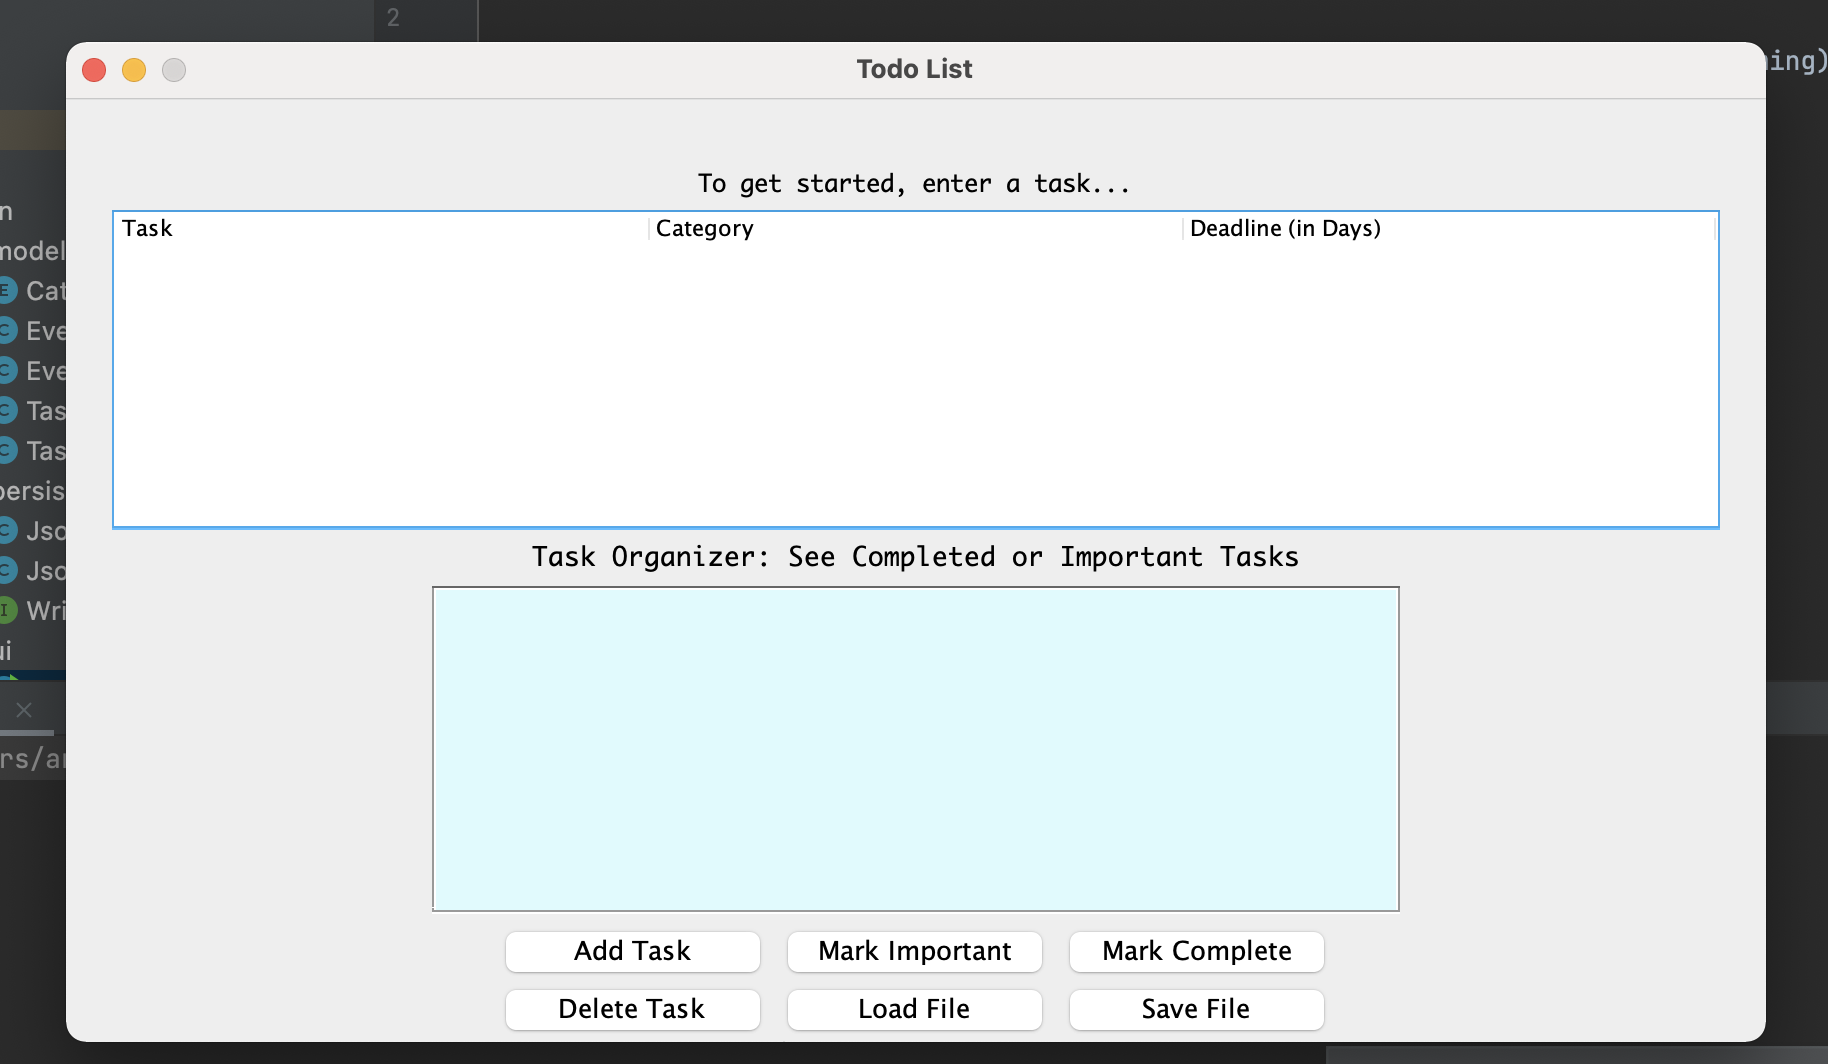 2
ing)
Todo List
To get started, enter a task...
Task Category Deadline (in Days)
n
model
E Cat
C Eve
C Eve
C Tas
C Tas
persis
C Jso
C Jso
I Wri
ui
rs/ar
Task Organizer: See Completed or Important Tasks
Add Task Mark Important Mark Complete
Delete Task Load File Save File